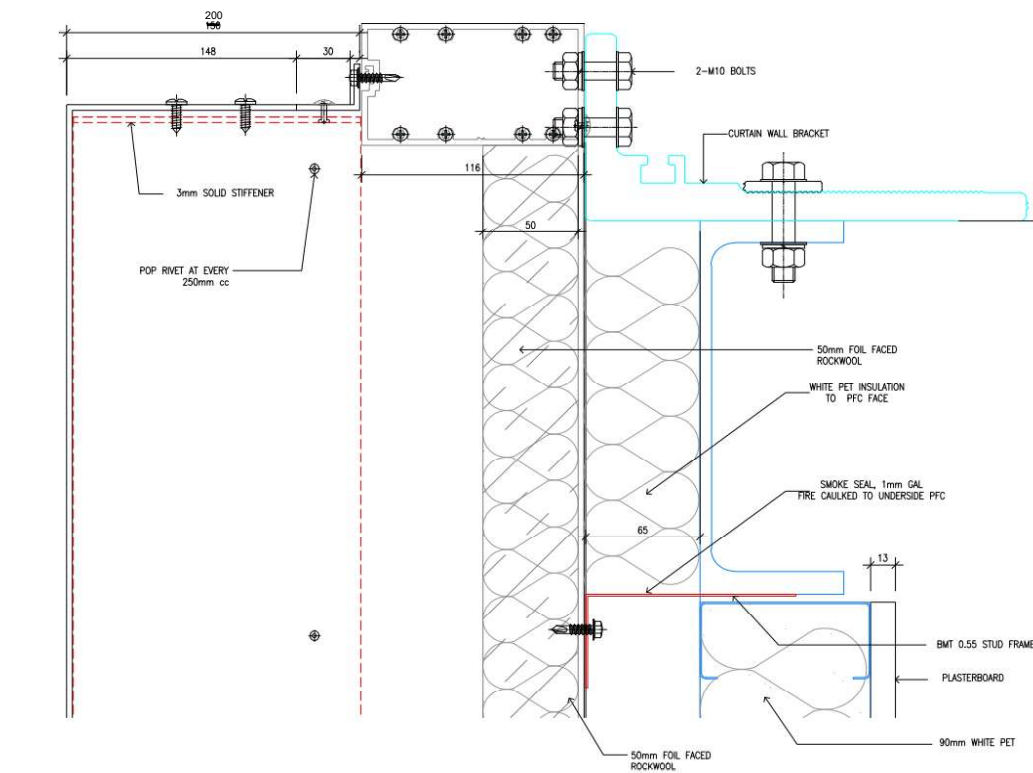 200
150
148
30
2-M10 BOLTS
CURTAIN WALL BRACKET
116
3mm SOLID STIFFENER
50
POP RIVET AT EVERY
250mm cc
50mm FOIL FACED
ROCKWOOL
WHITE PET INSULATION
TO PFC FACE
SMOKE SEAL, 1mm GAL
FIRE CAULKED TO UNDERSIDE PFC
65
13
BMT 0.55 STUD FRAME
PLASTERBOARD
90mm WHITE PET
50mm FOIL FACED
ROCKWOOL